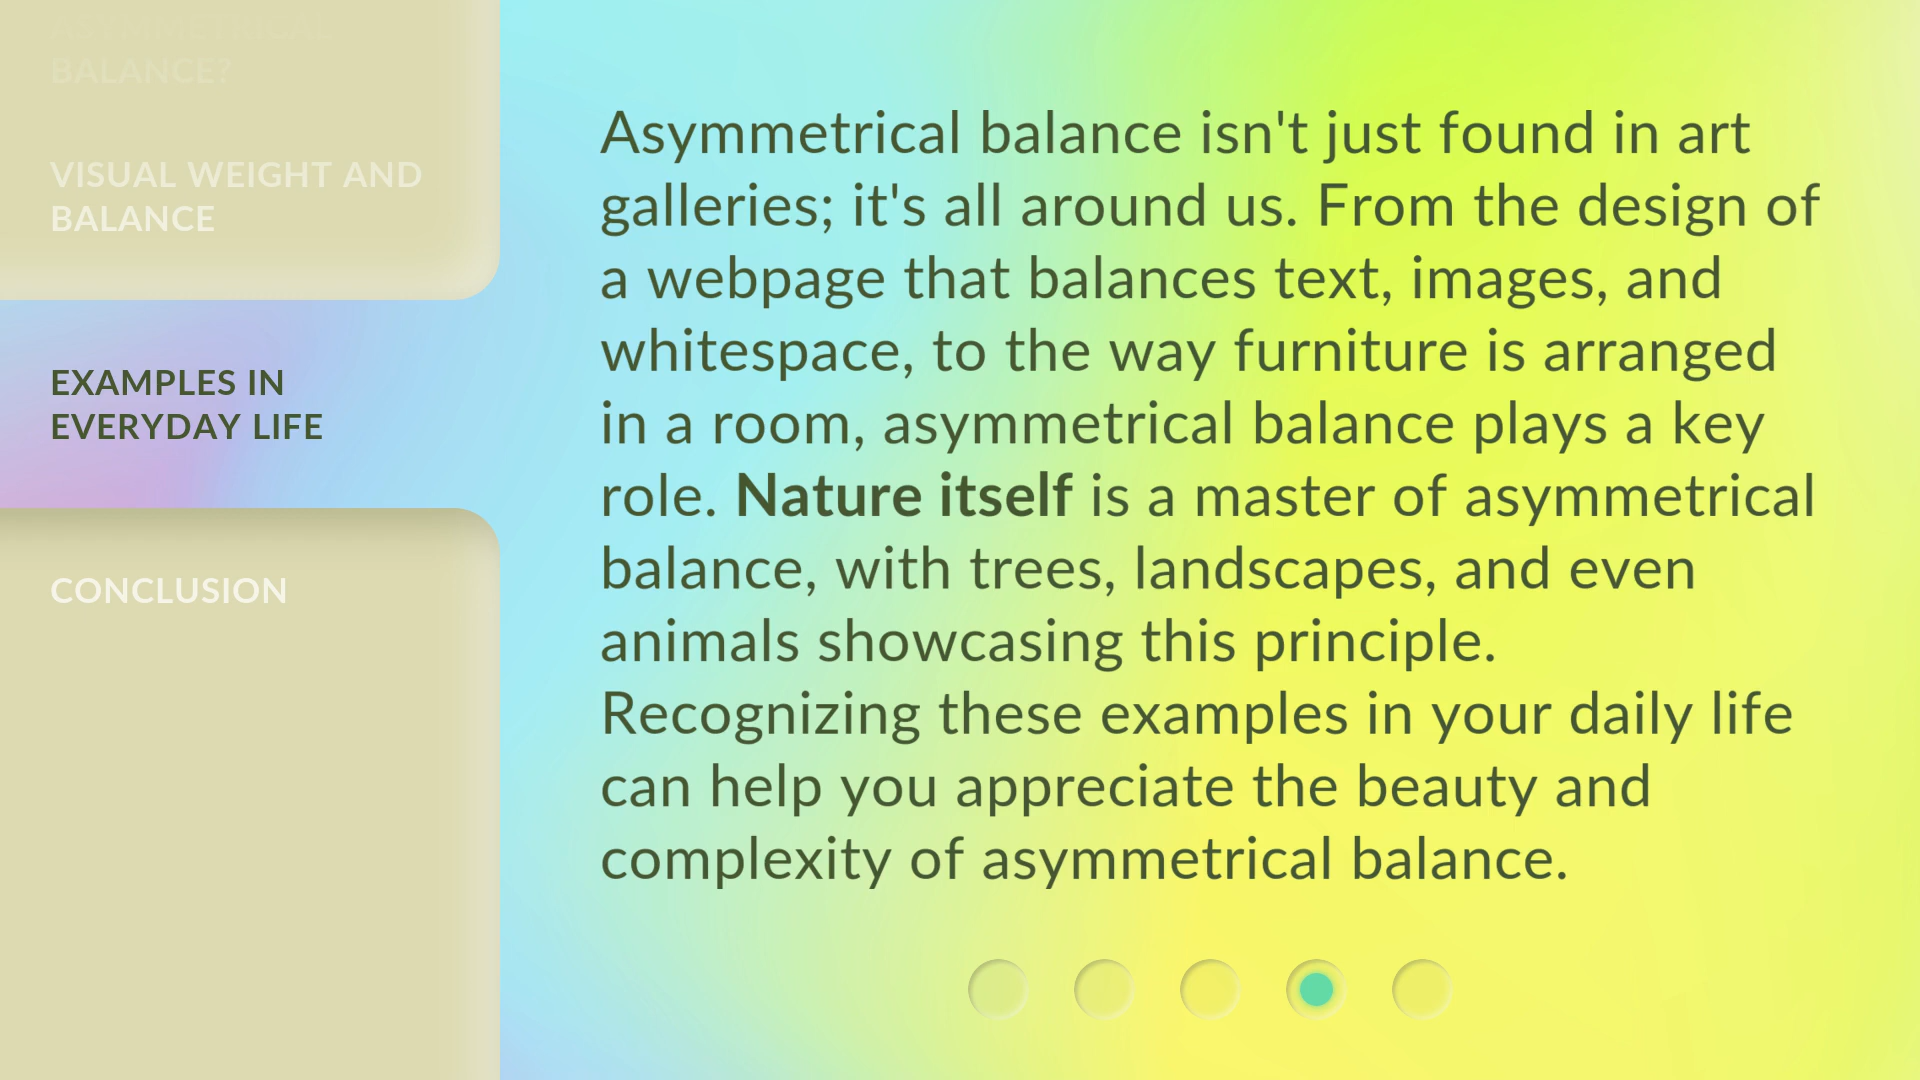 ASYMMETRICAL
BALANCE?
VISUAL WEIGHT AND
BALANCE
EXAMPLES IN
EVERYDAY LIFE
CONCLUSION
Asymmetrical balance isn't just found in art
galleries; it's all around us. From the design of
a webpage that balances text, images, and
whitespace, to the way furniture is arranged
in a room, asymmetrical balance plays a key
role. Nature itself is a master of asymmetrical
balance, with trees, landscapes, and even
animals showcasing this principle.
Recognizing these examples in your daily life
can help you appreciate the beauty and
complexity of asymmetrical balance.